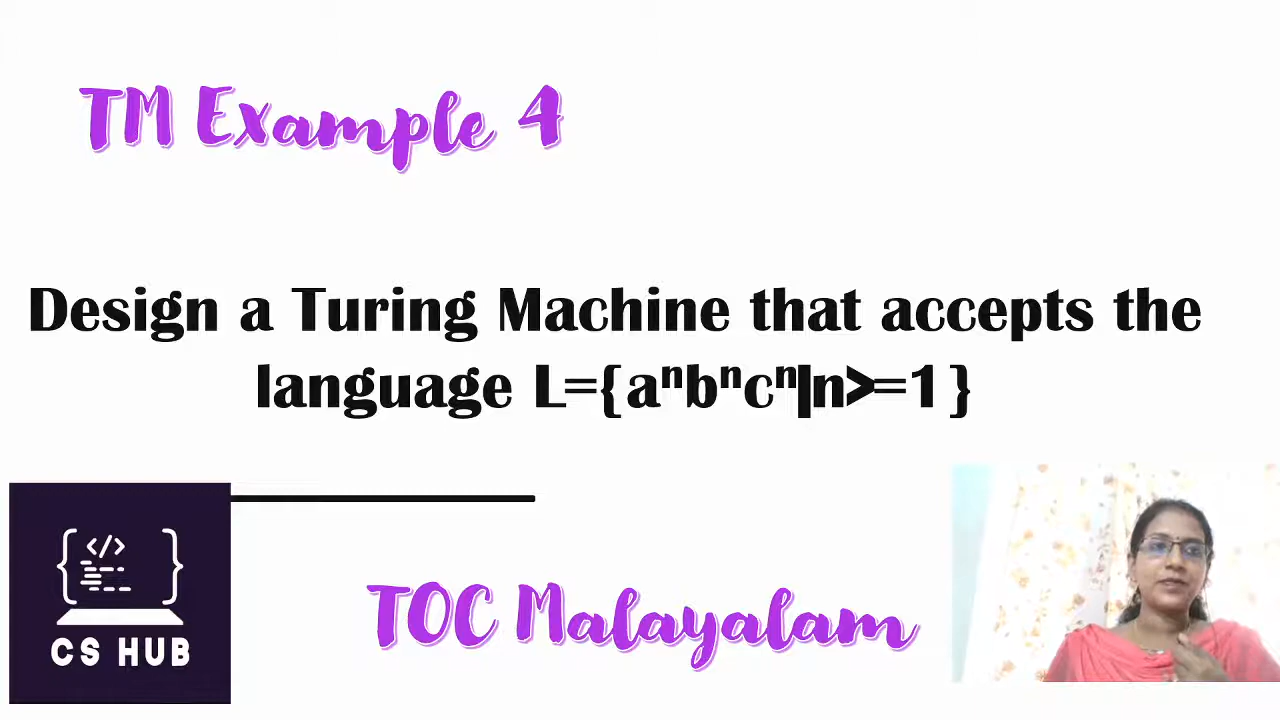 TM Example 4
Design a Turing Machine that accepts the
language L={aⁿbⁿcⁿ|n>=1}
{</>}
CS HUB
TOC Malayalam